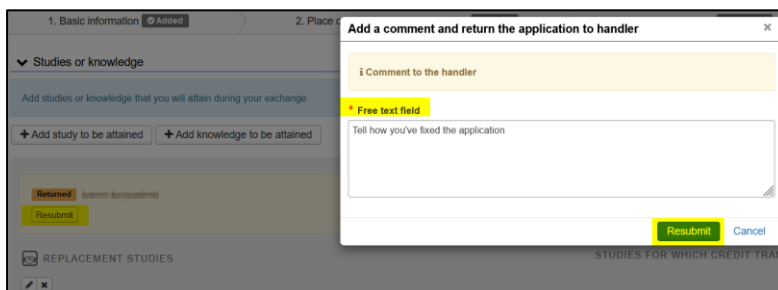 1. Basic information Added
2. Place
Studies or knowledge
Add studies or knowledge that you will attain during your exchange.
+ Add study to be attained + Add knowledge to be attained
Returned
Resubmit
REPLACEMENT STUDIES
Add a comment and return the application to handler ×
i Comment to the handler
* Free text field
Tell how you've fixed the application
Resubmit Cancel
STUDIES FOR WHICH CREDIT TRA